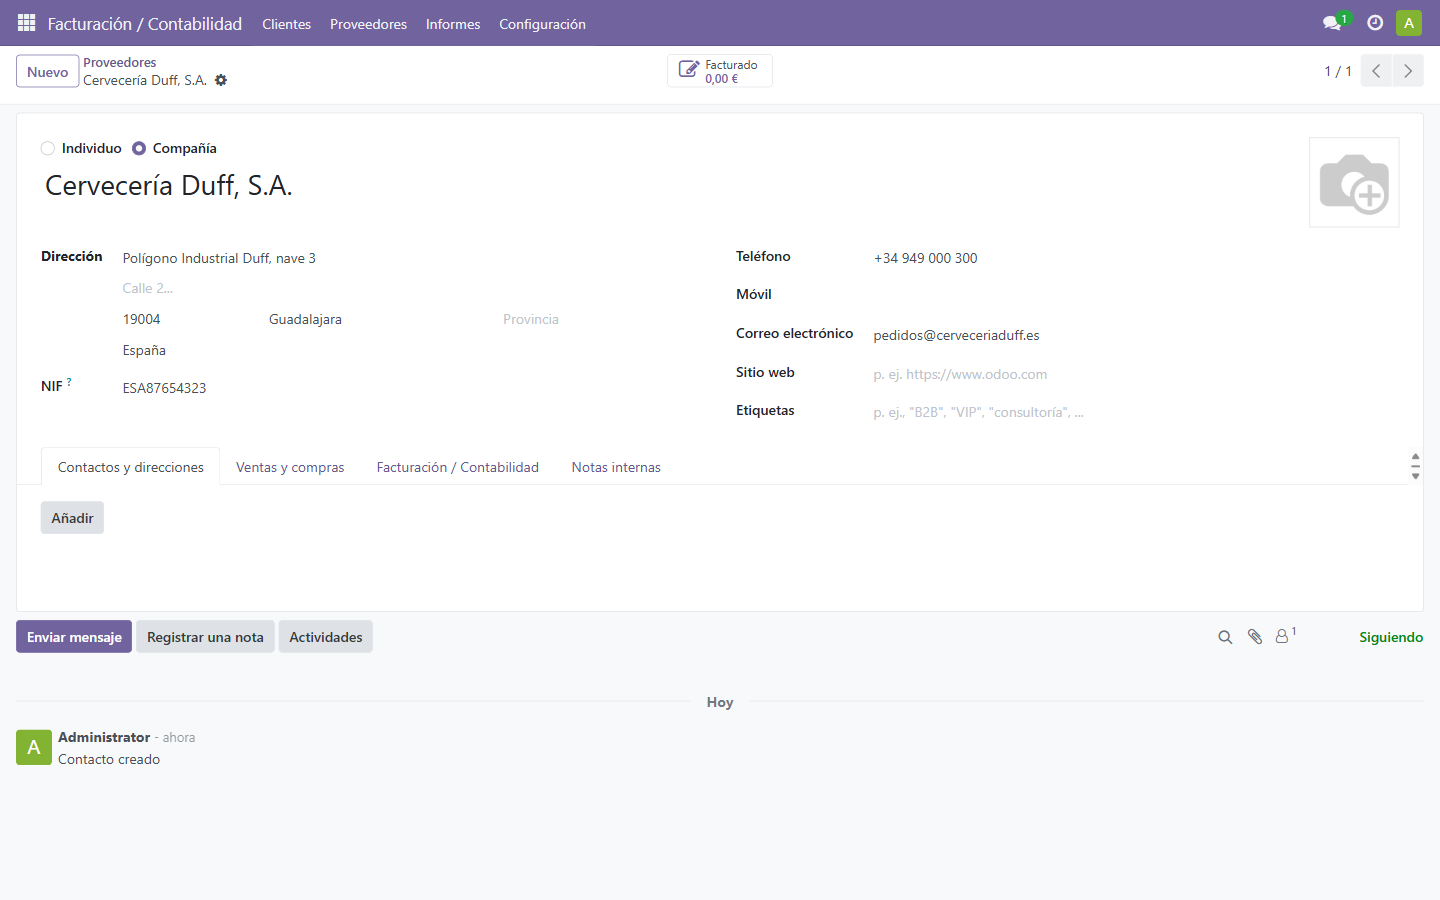 Facturación / Contabilidad Clientes Proveedores Informes Configuración 1 A
Nuevo
Proveedores
Cervecería Duff, S.A.
Facturado
0,00 €
1 / 1
Individuo Compañía
Cervecería Duff, S.A.
Dirección Polígono Industrial Duff, nave 3
Calle 2...
19004 Guadalajara Provincia
España
NIF ? ESA87654323
Teléfono +34 949 000 300
Móvil
Correo electrónico pedidos@cerveceriaduff.es
Sitio web p. ej. https://www.odoo.com
Etiquetas p. ej., "B2B", "VIP", "consultoría", ...
Contactos y direcciones Ventas y compras Facturación / Contabilidad Notas internas
Añadir
Enviar mensaje Registrar una nota Actividades 1 Siguiendo
Hoy
A
Administrator - ahora
Contacto creado